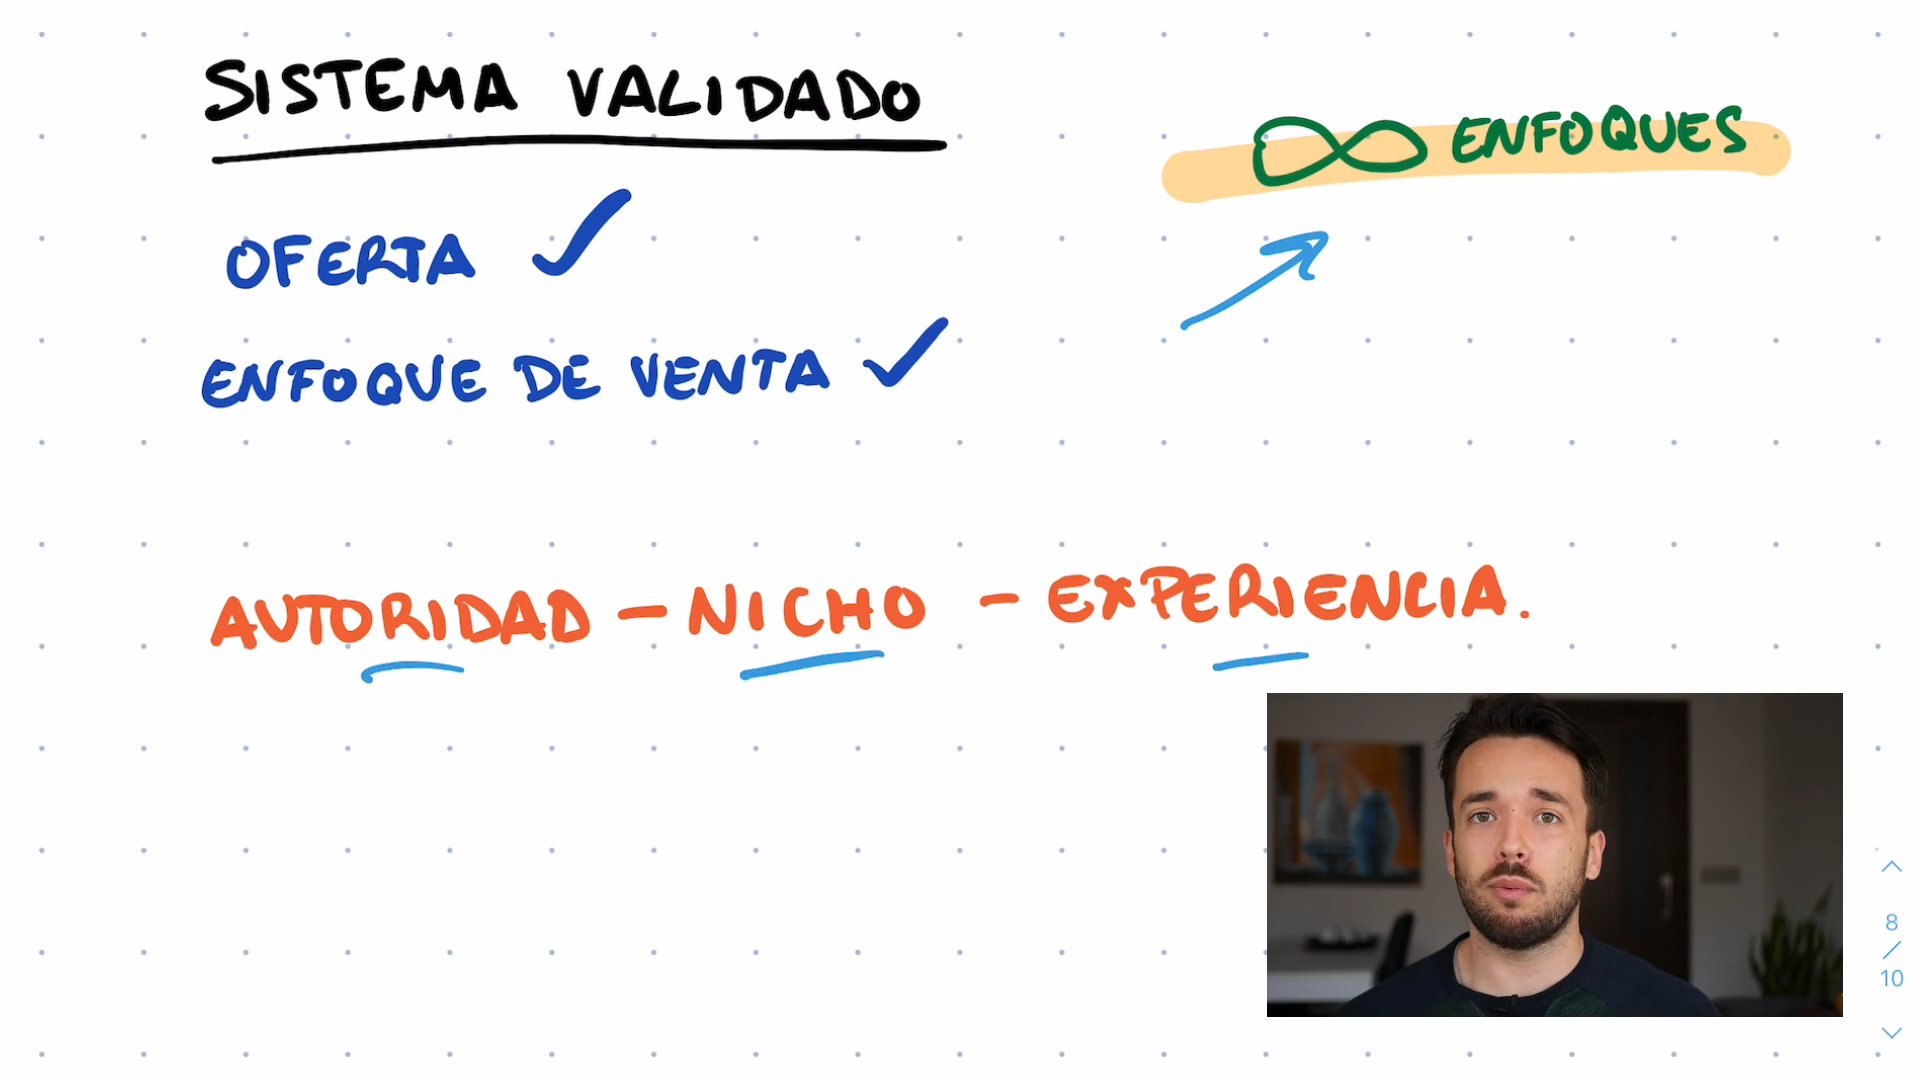 SISTEMA VALIDADO
∞ ENFOQUES
OFERTA ✓
ENFOQUE DE VENTA ✓
AUTORIDAD - NICHO - EXPERIENCIA.
8
/
10